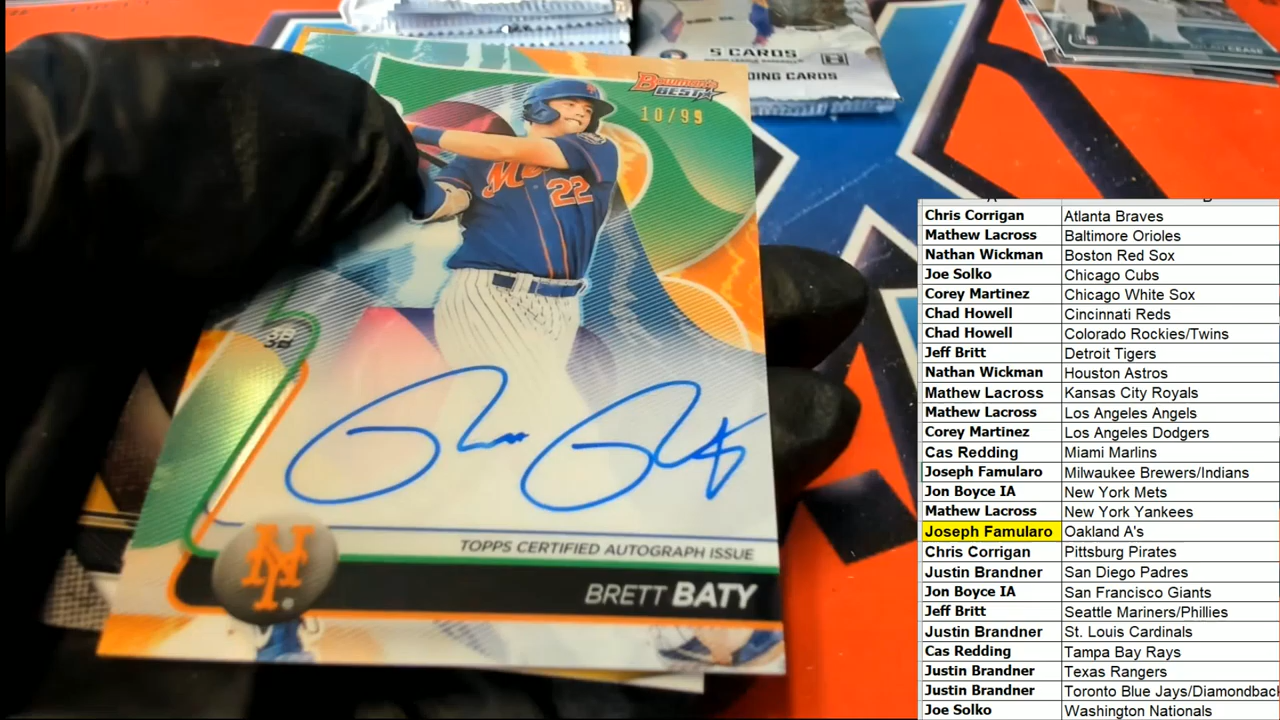 5 CARDS
DING CARDS
BOWMAN'S
BEST
10/99
Mets
22
3B
TOPPS CERTIFIED AUTOGRAPH ISSUE
BRETT BATY
NY
Chris Corrigan Atlanta Braves
Mathew Lacross Baltimore Orioles
Nathan Wickman Boston Red Sox
Joe Solko Chicago Cubs
Corey Martinez Chicago White Sox
Chad Howell Cincinnati Reds
Chad Howell Colorado Rockies/Twins
Jeff Britt Detroit Tigers
Nathan Wickman Houston Astros
Mathew Lacross Kansas City Royals
Mathew Lacross Los Angeles Angels
Corey Martinez Los Angeles Dodgers
Cas Redding Miami Marlins
Joseph Famularo Milwaukee Brewers/Indians
Jon Boyce IA New York Mets
Mathew Lacross New York Yankees
Joseph Famularo Oakland A's
Chris Corrigan Pittsburg Pirates
Justin Brandner San Diego Padres
Jon Boyce IA San Francisco Giants
Jeff Britt Seattle Mariners/Phillies
Justin Brandner St. Louis Cardinals
Cas Redding Tampa Bay Rays
Justin Brandner Texas Rangers
Justin Brandner Toronto Blue Jays/Diamondback
Joe Solko Washington Nationals